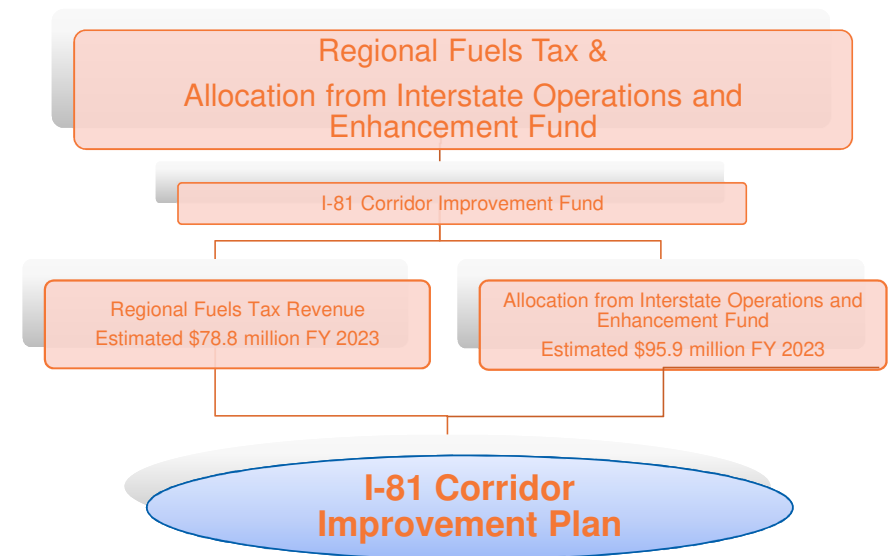 Regional Fuels Tax &
Allocation from Interstate Operations and
Enhancement Fund
I-81 Corridor Improvement Fund
Regional Fuels Tax Revenue
Estimated $78.8 million FY 2023
Allocation from Interstate Operations and
Enhancement Fund
Estimated $95.9 million FY 2023
I-81 Corridor
Improvement Plan